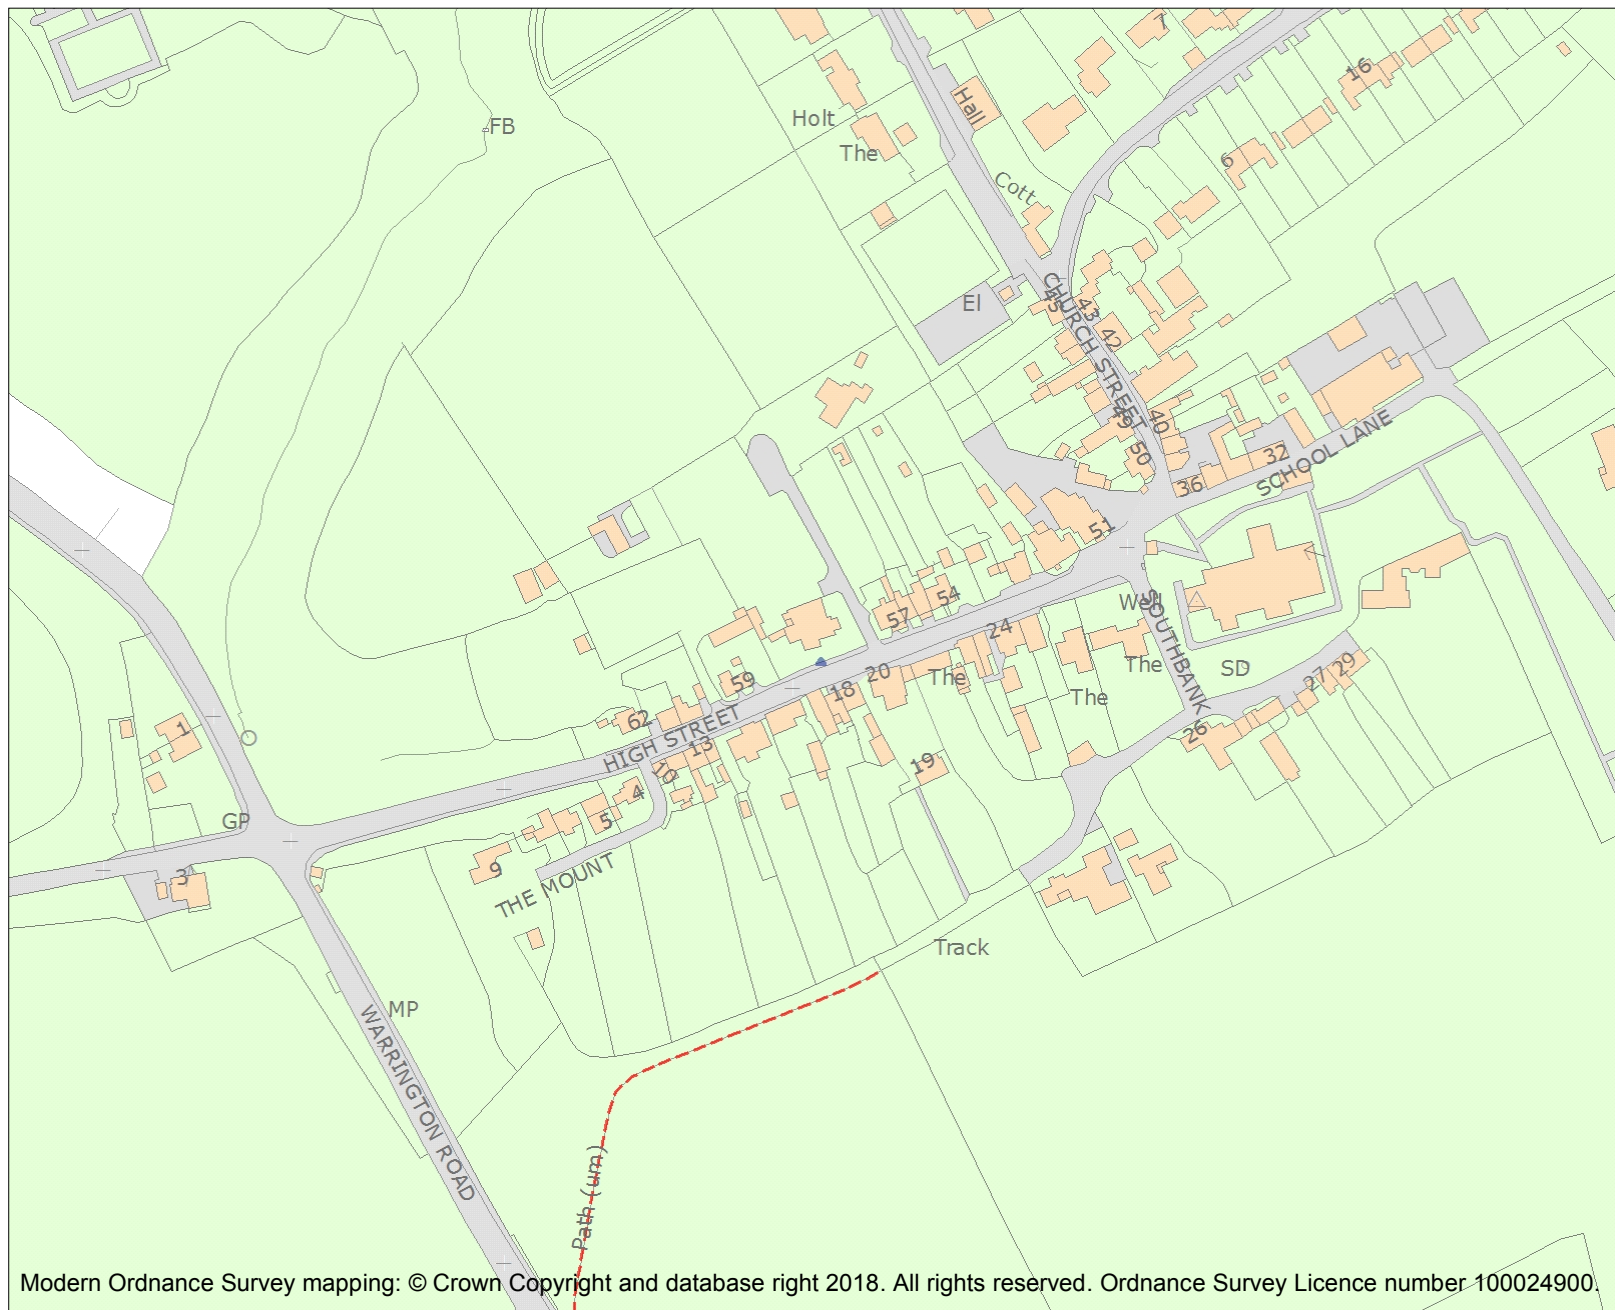 7
16
Hall
FB
Holt
The
6
Cott
El
CHURCH STREET
45
43
42
49
40
50
32
SCHOOL LANE
36
51
54
57
Well
24
SOUTHBANK
The
SD
20
The
The
27
29
59
18
62
13
HIGH STREET
26
1
10
19
4
GP
5
9
3
THE MOUNT
Track
MP
WARRINGTON ROAD
Path (um)
Modern Ordnance Survey mapping: © Crown Copyright and database right 2018. All rights reserved. Ordnance Survey Licence number 100024900.